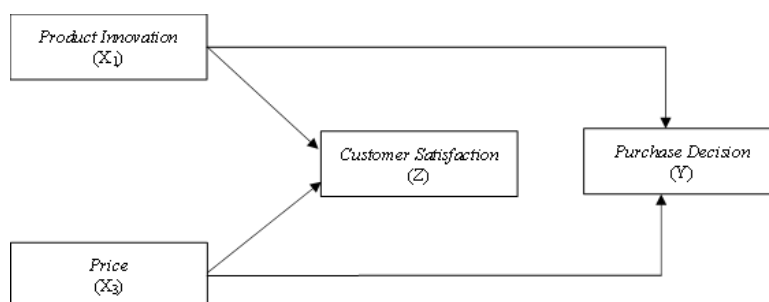 Product Innovation
(X₁)
Customer Satisfaction
(Z)
Purchase Decision
(Y)
Price
(X₃)